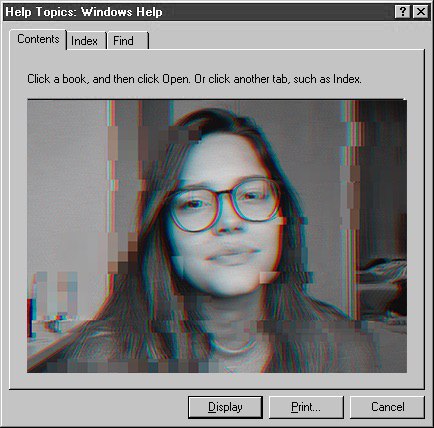 Help Topics: Windows Help
Contents
Index
Find
Click a book, and then click Open. Or click another tab, such as Index.
Display
Print...
Cancel